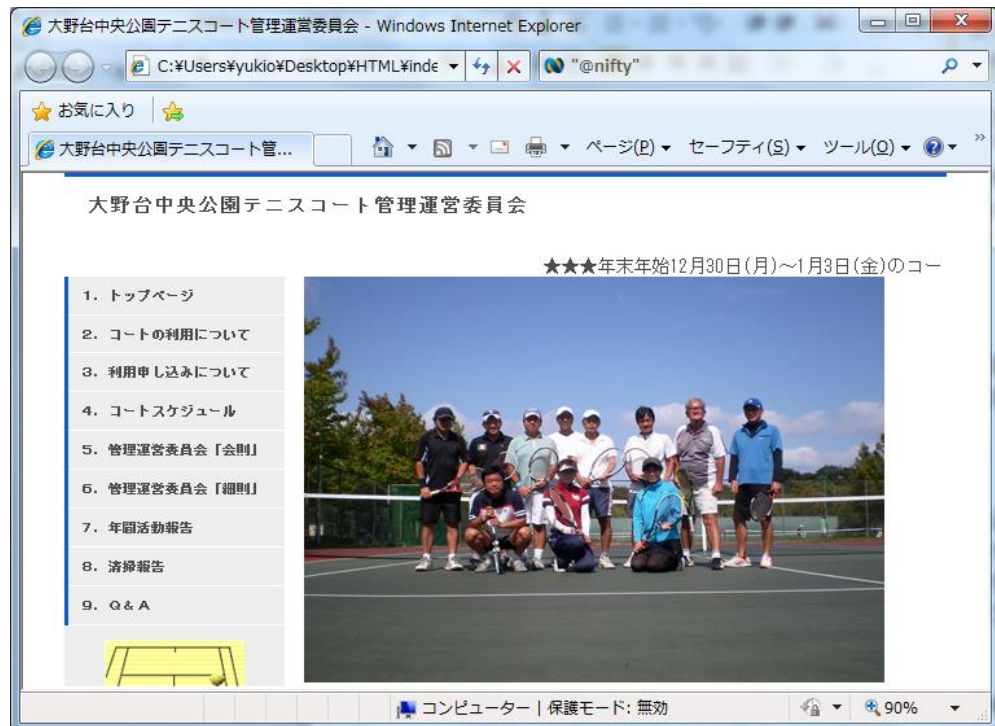 大野台中央公園テニスコート管理運営委員会 - Windows Internet Explorer
C:¥Users¥yukio¥Desktop¥HTML¥inde
"@nifty"
お気に入り
大野台中央公園テニスコート管...
ページ(P) セーフティ(S) ツール(O) »
大野台中央公園テニスコート管理運営委員会
★★★年末年始12月30日(月)～1月3日(金)のコー
1. トップページ
2. コートの利用について
3. 利用申し込みについて
4. コートスケジュール
5. 管理運営委員会「会則」
6. 管理運営委員会「細則」
7. 年間活動報告
8. 清掃報告
9. Q&A
コンピューター | 保護モード: 無効
90%